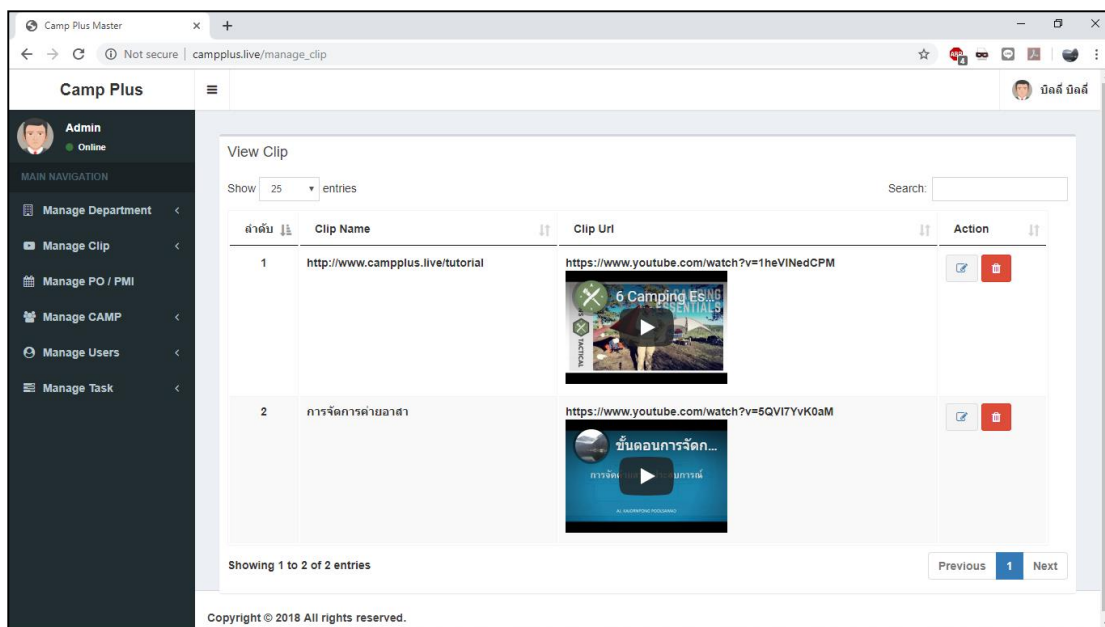 Camp Plus Master
Not secure | campplus.live/manage_clip
Camp Plus
บิลลี่ บิลลี่
Admin
Online
MAIN NAVIGATION
Manage Department
Manage Clip
Manage PO / PMI
Manage CAMP
Manage Users
Manage Task
View Clip
Show 25 entries
Search:
ลำดับ Clip Name Clip Url Action
1 http://www.campplus.live/tutorial https://www.youtube.com/watch?v=1heVINedCPM
6 Camping Es...
ESSENTIALS
TACTICAL
2 การจัดการค่ายอาสา https://www.youtube.com/watch?v=5QVI7YvK0aM
ขั้นตอนการจัดก...
Showing 1 to 2 of 2 entries
Previous 1 Next
Copyright © 2018 All rights reserved.